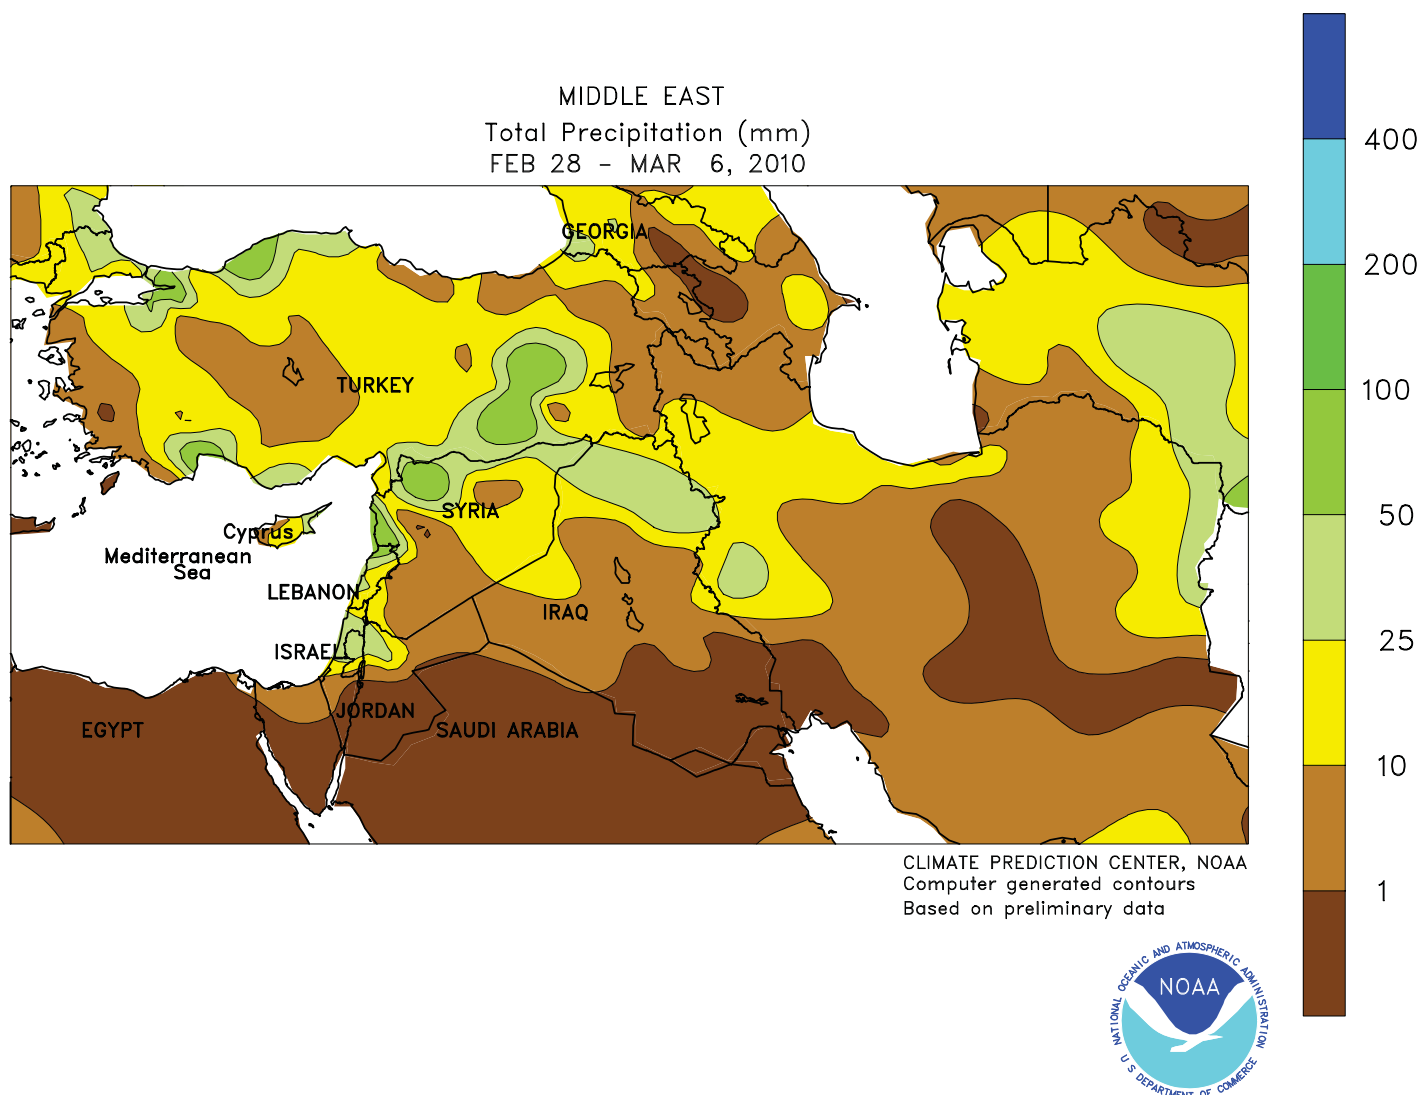 MIDDLE EAST
Total Precipitation (mm)
FEB 28 - MAR 6, 2010
400
200
100
50
25
10
1
GEORGIA
TURKEY
SYRIA
Cyprus
Mediterranean
Sea
LEBANON
IRAQ
ISRAEL
JORDAN
EGYPT
SAUDI ARABIA
CLIMATE PREDICTION CENTER, NOAA
Computer generated contours
Based on preliminary data
NATIONAL OCEANIC AND ATMOSPHERIC ADMINISTRATION
NOAA
U S DEPARTMENT OF COMMERCE